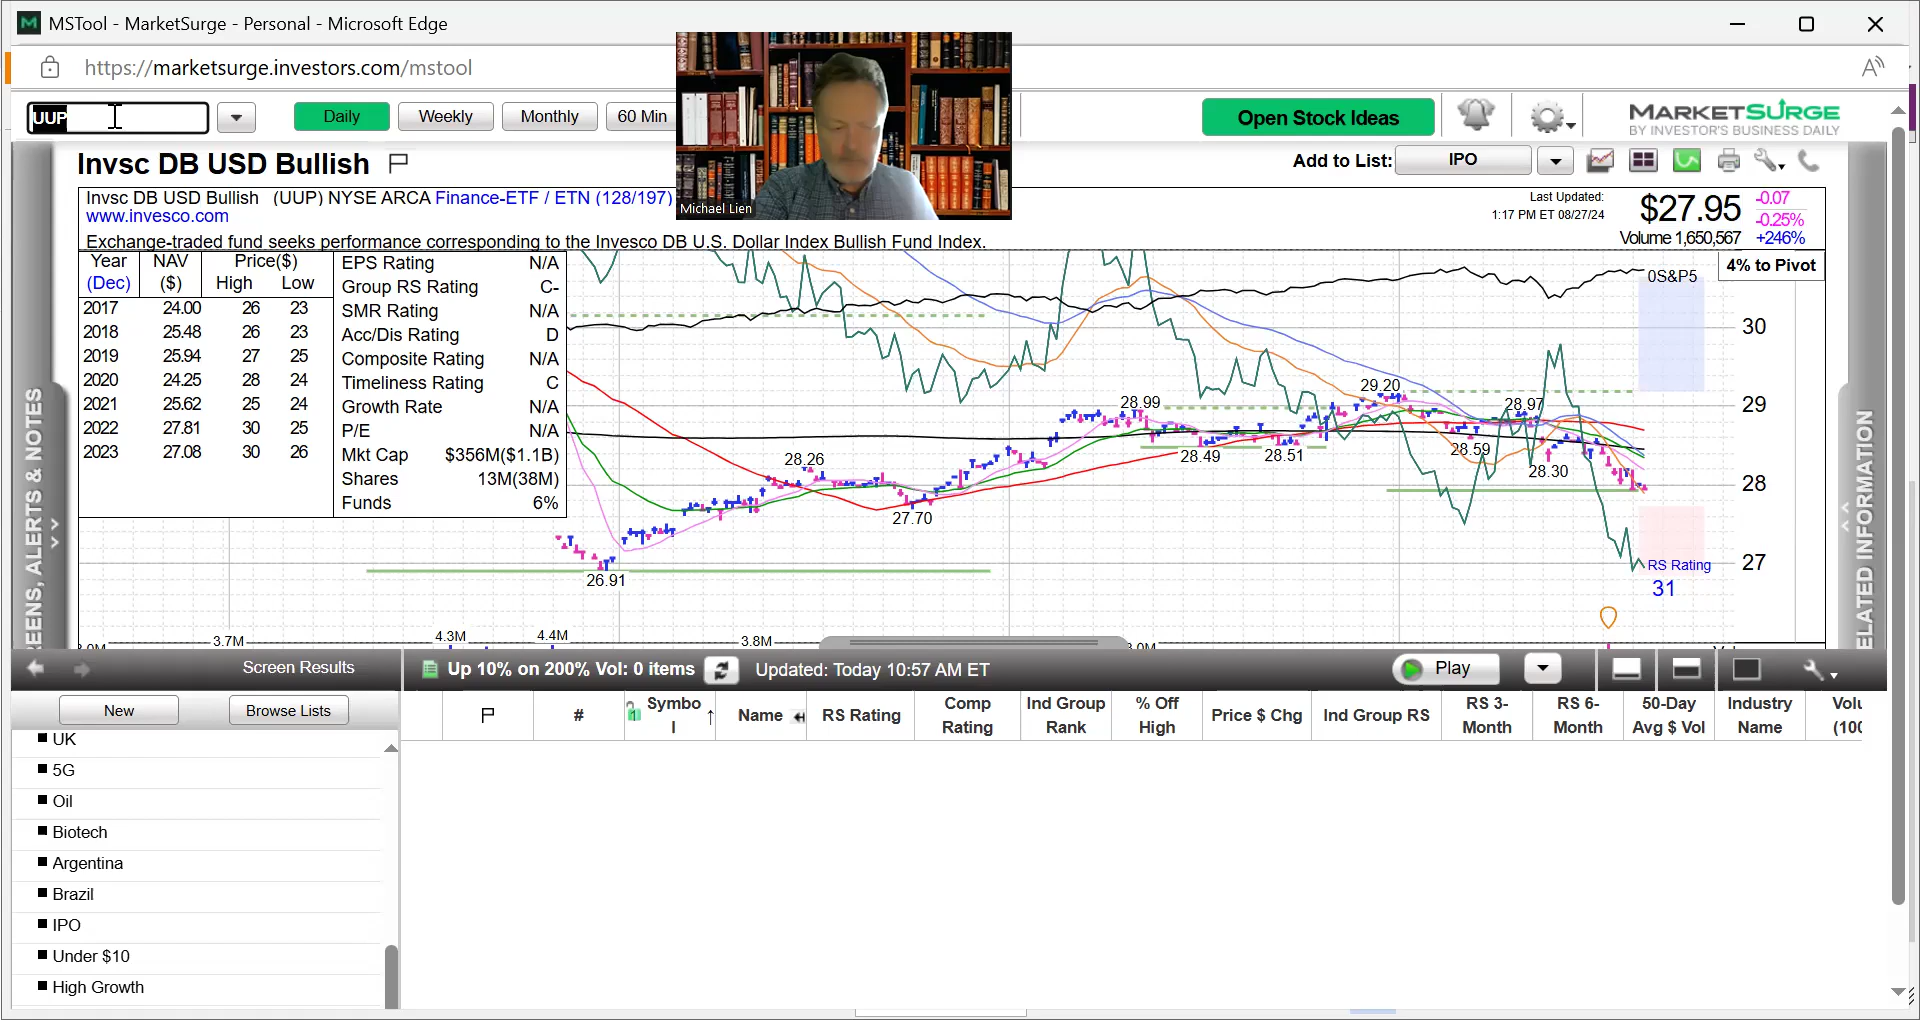 MSTool - MarketSurge - Personal - Microsoft Edge
https://marketsurge.investors.com/mstool
UUP
Daily
Weekly
Monthly
60 Min
Open Stock Ideas
MARKETSURGE
BY INVESTOR'S BUSINESS DAILY
Michael Lien
Invsc DB USD Bullish
Add to List:
IPO
Invsc DB USD Bullish (UUP) NYSE ARCA Finance-ETF / ETN (128/197)
www.invesco.com
Exchange-traded fund seeks performance corresponding to the Invesco DB U.S. Dollar Index Bullish Fund Index.
Last Updated:
1:17 PM ET 08/27/24
$27.95
-0.07
-0.25%
Volume 1,650,567
+246%
4% to Pivot
Year NAV Price($)
(Dec) ($) High Low
2017 24.00 26 23
2018 25.48 26 23
2019 25.94 27 25
2020 24.25 28 24
2021 25.62 25 24
2022 27.81 30 25
2023 27.08 30 26
EPS Rating N/A
Group RS Rating C-
SMR Rating N/A
Acc/Dis Rating D
Composite Rating N/A
Timeliness Rating C
Growth Rate N/A
P/E N/A
Mkt Cap $356M($1.1B)
Shares 13M(38M)
Funds 6%
0S&P5
30
29
28
27
26.91
28.26
27.70
28.99
28.49
28.51
29.20
28.59
28.97
28.30
RS Rating
31
3.7M
4.3M
4.4M
3.8M
3.0M
REENS, ALERTS & NOTES
ELATED INFORMATION
Screen Results
Up 10% on 200% Vol: 0 items
Updated: Today 10:57 AM ET
Play
New
Browse Lists
UK
5G
Oil
Biotech
Argentina
Brazil
IPO
Under $10
High Growth
#
Symbo
l
Name
RS Rating
Comp
Rating
Ind Group
Rank
% Off
High
Price $ Chg
Ind Group RS
RS 3-
Month
RS 6-
Month
50-Day
Avg $ Vol
Industry
Name
Volu
(100